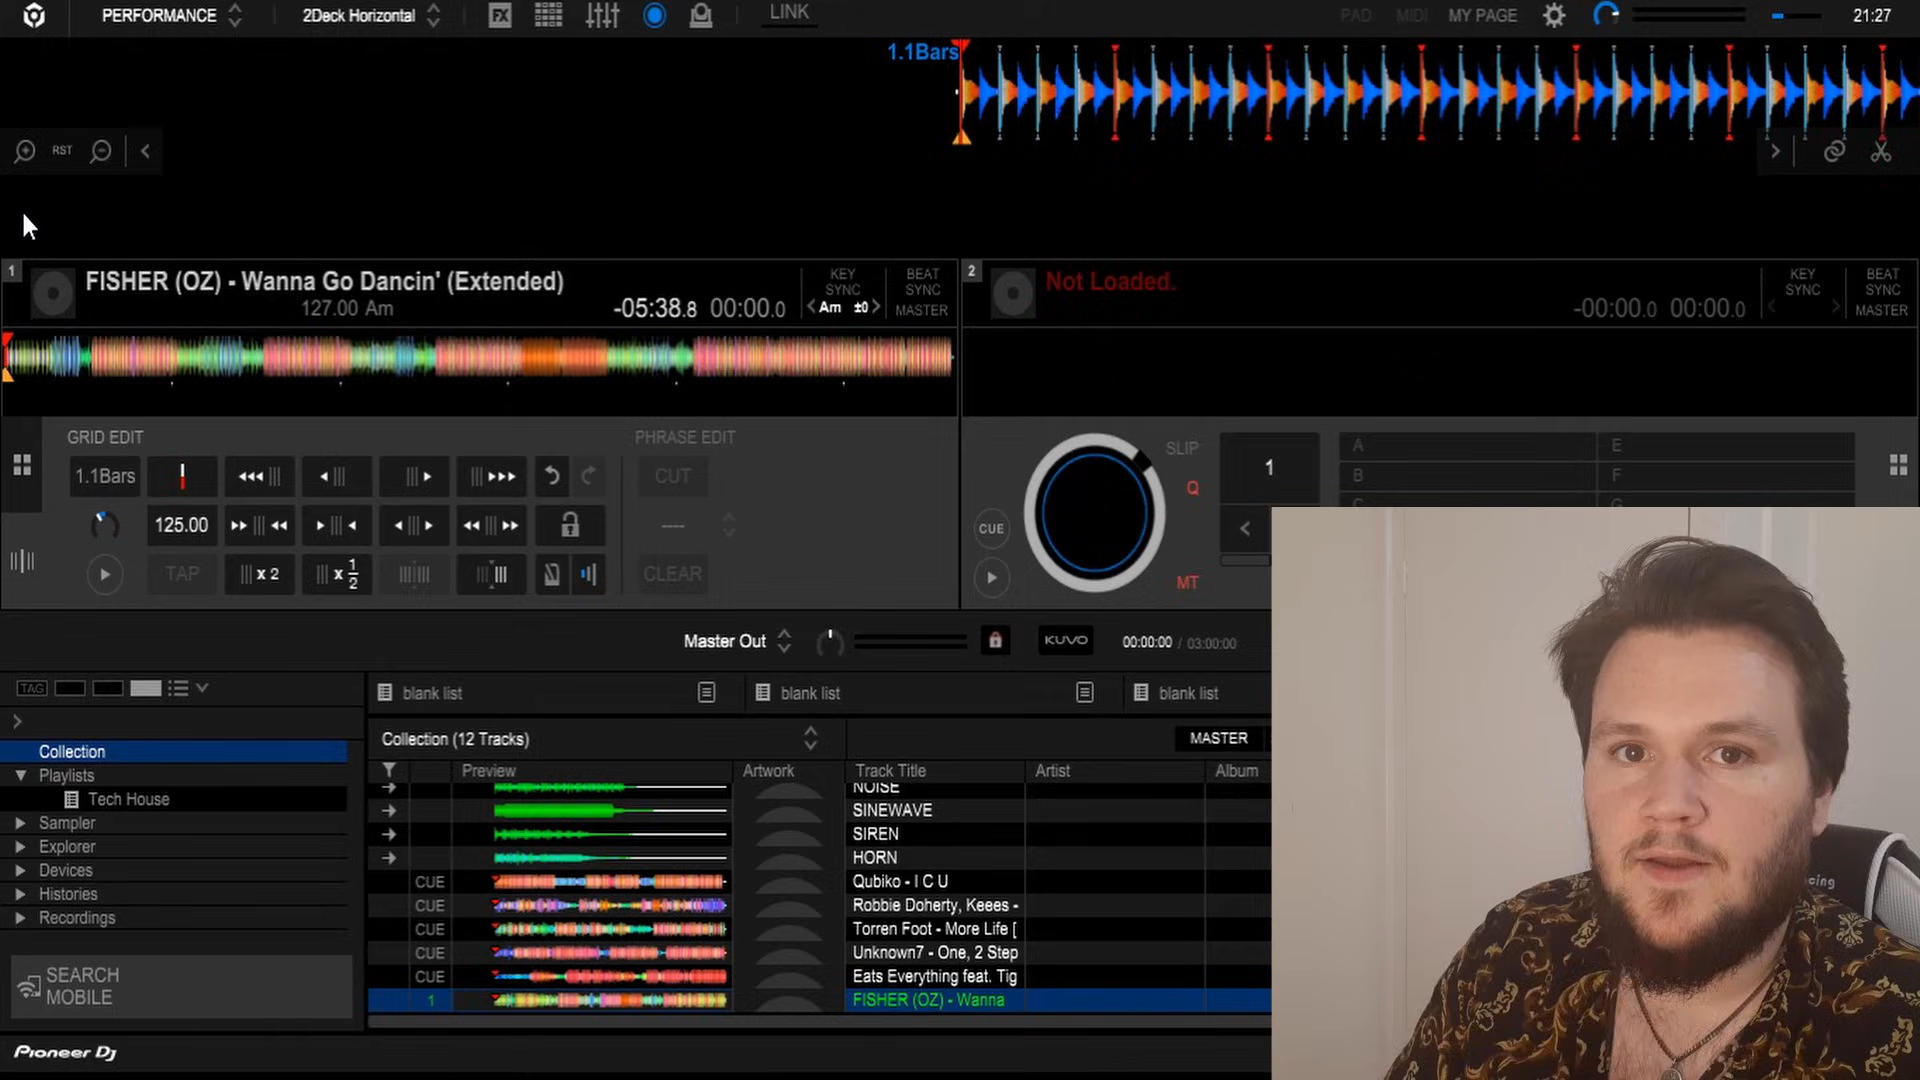 PERFORMANCE 2Deck Horizontal FX LINK PAD MIDI MY PAGE 21:27
1.1Bars
RST
1 FISHER (OZ) - Wanna Go Dancin' (Extended)
127.00 Am -05:38.8 00:00.0
KEY SYNC Am ±0
BEAT SYNC MASTER
2 Not Loaded.
-00:00.0 00:00.0
KEY SYNC
BEAT SYNC MASTER
GRID EDIT PHRASE EDIT
1.1Bars CUT
125.00 ----
TAP x 2 x 1/2 CLEAR
SLIP
Q
CUE
MT
1
A E
B F
Master Out KUVO 00:00:00 / 03:00:00
TAG
blank list blank list blank list
Collection
Playlists
Tech House
Sampler
Explorer
Devices
Histories
Recordings
SEARCH
MOBILE
Collection (12 Tracks) MASTER
Preview Artwork Track Title Artist Album
NOISE
SINEWAVE
SIREN
HORN
CUE Qubiko - I C U
CUE Robbie Doherty, Keees -
CUE Torren Foot - More Life [
CUE Unknown7 - One, 2 Step
CUE Eats Everything feat. Tig
1 FISHER (OZ) - Wanna
Pioneer Dj